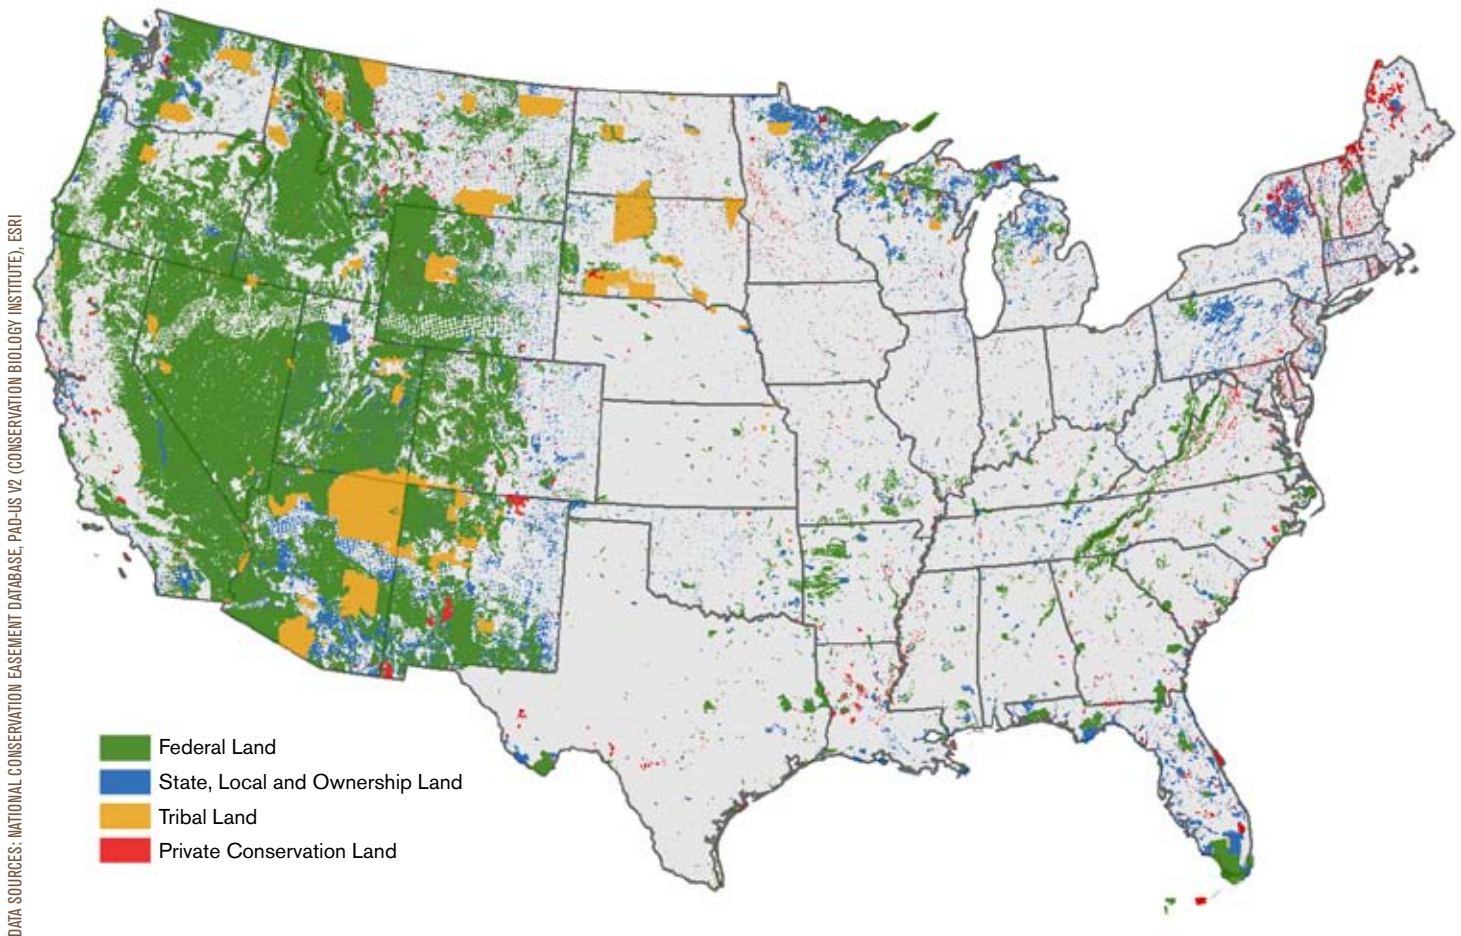 DATA SOURCES: NATIONAL CONSERVATION EASEMENT DATABASE, PAD-US V2 (CONSERVATION BIOLOGY INSTITUTE), ESRI
Federal Land
State, Local and Ownership Land
Tribal Land
Private Conservation Land